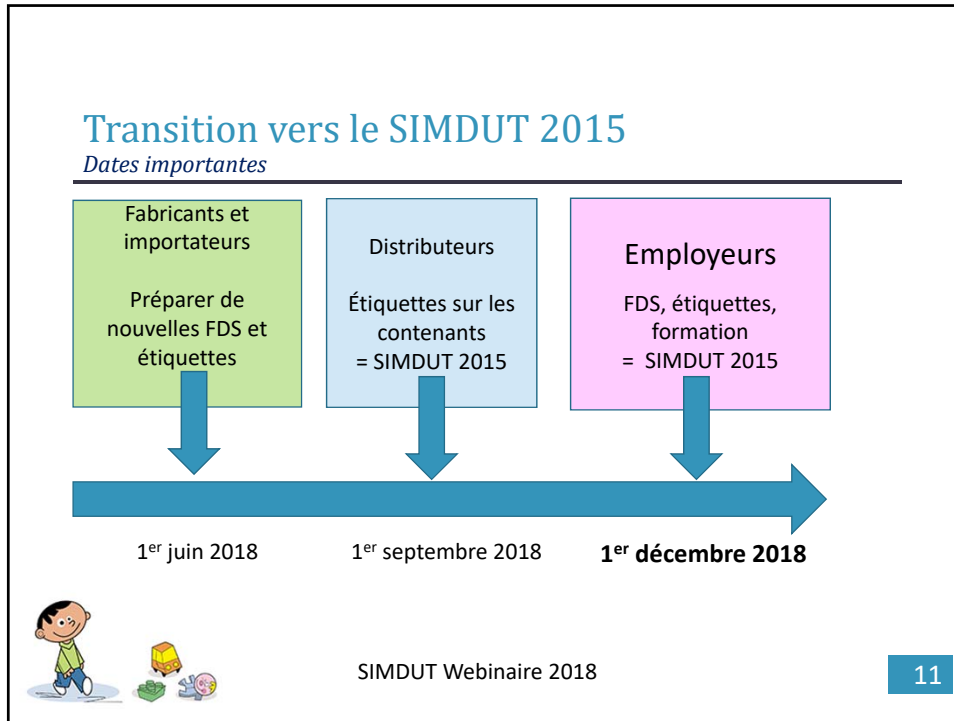 Transition vers le SIMDUT 2015
Dates importantes
Fabricants et
importateurs
Préparer de
nouvelles FDS et
étiquettes
Distributeurs
Étiquettes sur les
contenants
= SIMDUT 2015
Employeurs
FDS, étiquettes,
formation
= SIMDUT 2015
1er juin 2018
1er septembre 2018
1er décembre 2018
SIMDUT Webinaire 2018
11